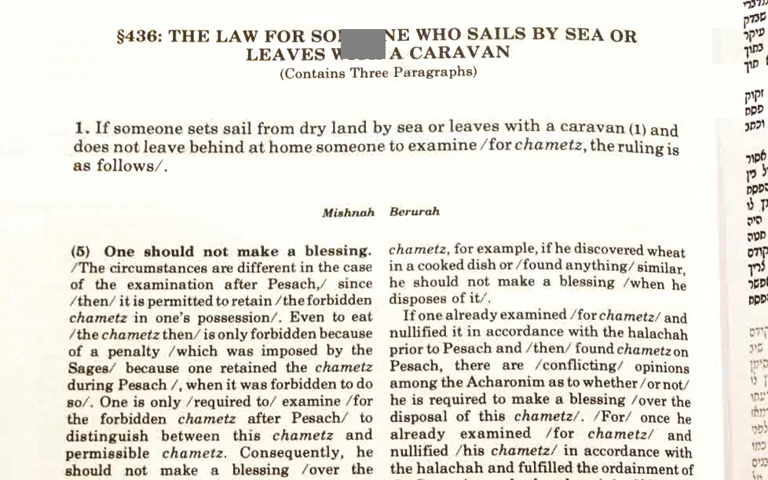 §436: THE LAW FOR WHO SAILS BY SEA OR
LEAVES A CARAVAN
(Contains Three Paragraphs)
1. If someone sets sail from dry land by sea or leaves with a caravan (1) and
does not leave behind at home someone to examine /for chametz, the ruling is
as follows/.
Mishnah Berurah
(5) One should not make a blessing.
/The circumstances are different in the case
of the examination after Pesach,/ since
/then/ it is permitted to retain /the forbidden
chametz in one's possession/. Even to eat
/the chametz then/ is only forbidden because
of a penalty /which was imposed by the
Sages/ because one retained the chametz
during Pesach /, when it was forbidden to do
so/. One is only /required to/ examine /for
the forbidden chametz after Pesach/ to
distinguish between this chametz and
permissible chametz. Consequently, he
should not make a blessing /over the
chametz, for example, if he discovered wheat
in a cooked dish or /found anything/ similar,
he should not make a blessing /when he
disposes of it/.
If one already examined /for chametz/ and
nullified it in accordance with the halachah
prior to Pesach and /then/ found chametz on
Pesach, there are /conflicting/ opinions
among the Acharonim as to whether /or not/
he is required to make a blessing /over the
disposal of this chametz/. /For/ once he
already examined /for chametz/ and
nullified /his chametz/ in accordance with
the halachah and fulfilled the ordainment of